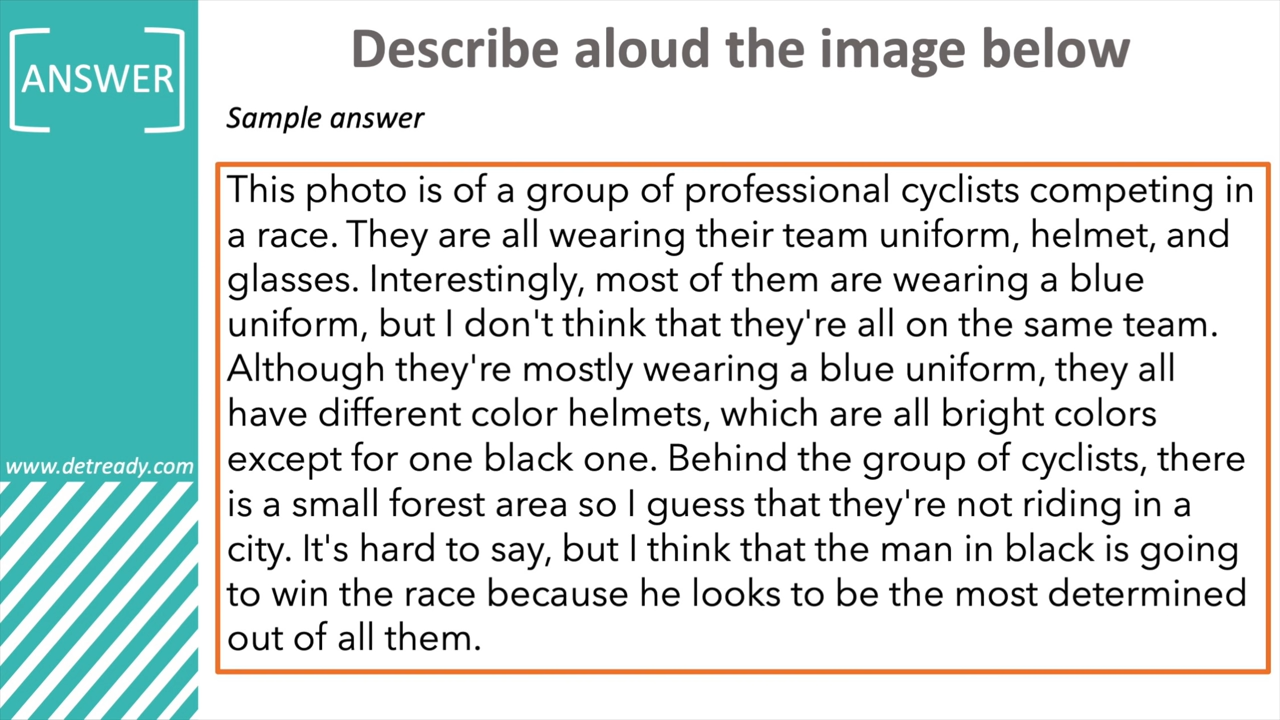 ANSWER
www.detready.com
Describe aloud the image below
Sample answer
This photo is of a group of professional cyclists competing in
a race. They are all wearing their team uniform, helmet, and
glasses. Interestingly, most of them are wearing a blue
uniform, but I don't think that they're all on the same team.
Although they're mostly wearing a blue uniform, they all
have different color helmets, which are all bright colors
except for one black one. Behind the group of cyclists, there
is a small forest area so I guess that they're not riding in a
city. It's hard to say, but I think that the man in black is going
to win the race because he looks to be the most determined
out of all them.